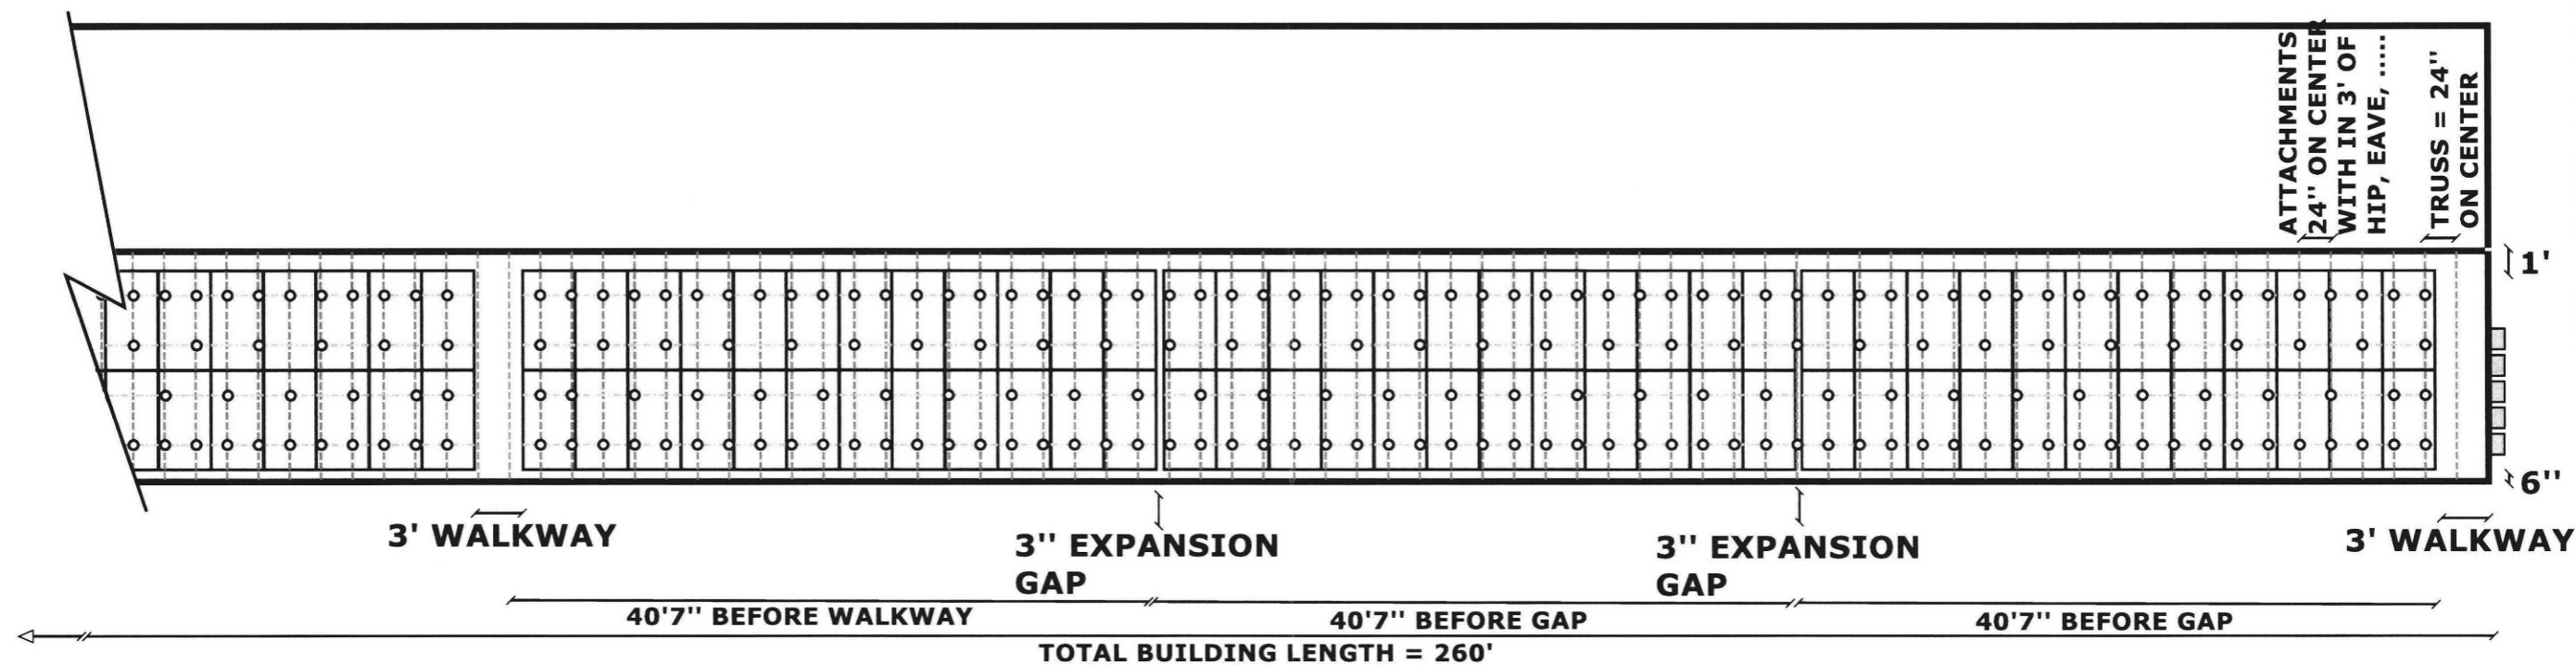 ATTACHMENTS
24'' ON CENTER
WITH IN 3' OF
HIP, EAVE, .....
TRUSS = 24''
ON CENTER
1'
6''
3' WALKWAY
3'' EXPANSION
GAP
3'' EXPANSION
GAP
3' WALKWAY
40'7'' BEFORE WALKWAY
40'7'' BEFORE GAP
40'7'' BEFORE GAP
TOTAL BUILDING LENGTH = 260'